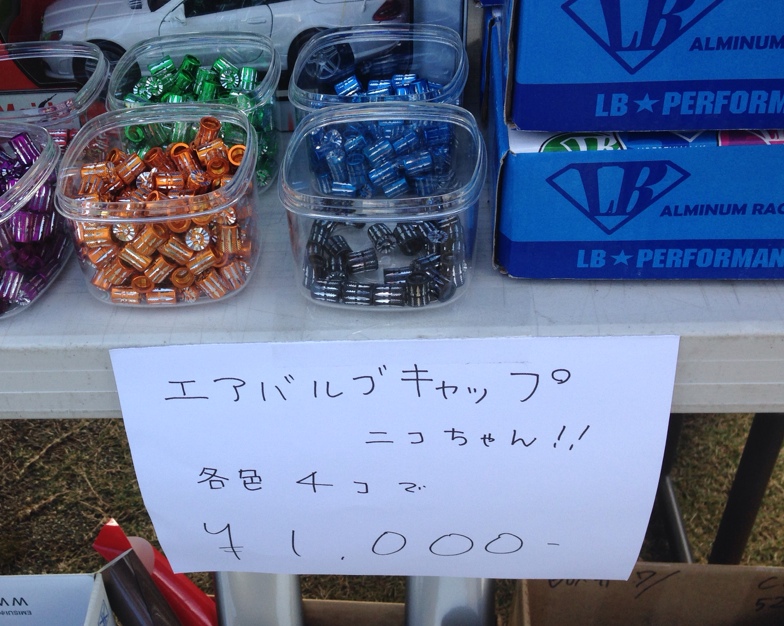 LB
ALMINUM
LB★PERFORM
LB
ALMINUM RAC
LB★PERFORMAN
エアバルブキャップ
ニコちゃん!!
各色 4コで
¥1.000-